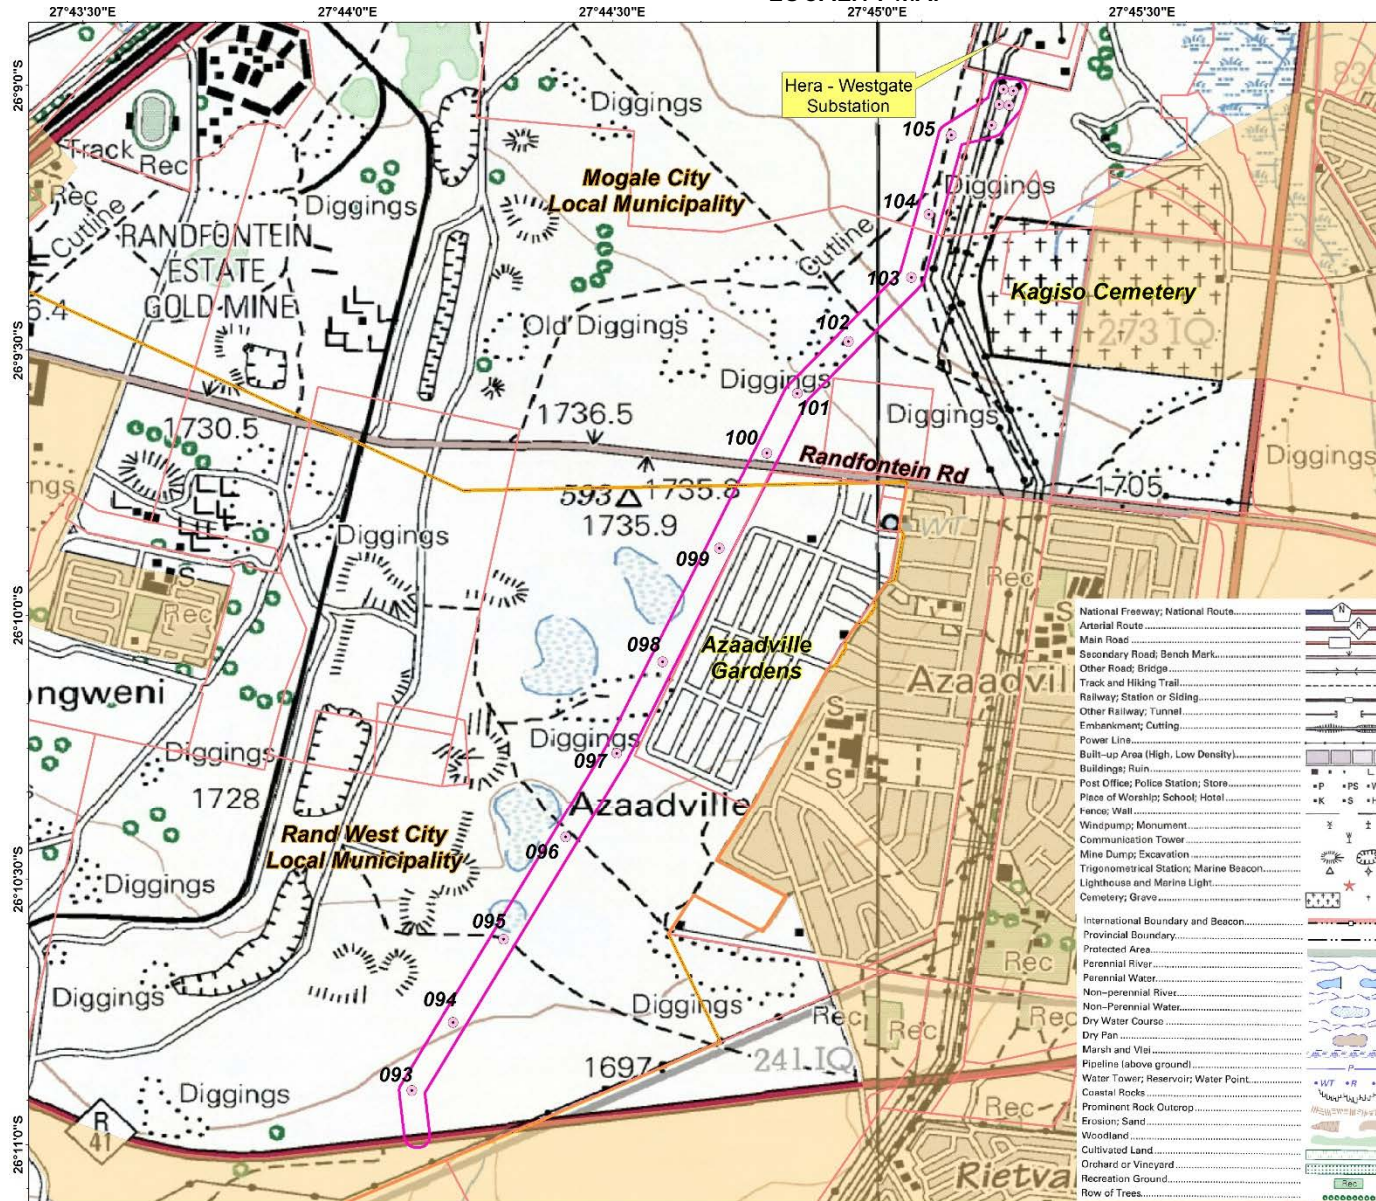 27°43'30"E 27°44'0"E 27°44'30"E 27°45'0"E 27°45'30"E
26°9'0"S
26°9'30"S
26°10'0"S
26°10'30"S
26°11'0"S
Hera - Westgate
Substation
Diggings
Track Rec
Rec
Cutline
Diggings
Mogale City
Local Municipality
105
Diggings
104
RANDFONTEIN
ESTATE
GOLD MINE
Cutline
103
Kagiso Cemetery
273 IQ
6.4
Old Diggings
102
Diggings
101
1730.5
1736.5
100
Diggings
Randfontein Rd
Diggings
ngs
593
1735.8
1735.9
1705
WT
Diggings
099
Rec
S
Rec
S
098
Azaadville
Gardens
Azaadvill
ongweni
S
S
Diggings
Diggings
097
1728
Azaadville
Rand West City
Local Municipality
096
Diggings
095
Rec
Diggings
094
Diggings
Rec
Rec
Rec
1697
241 IQ
093
Diggings
Rec
R
41
Rietva
National Freeway; National Route
N
Arterial Route
R
Main Road
Secondary Road; Bench Mark
Other Road; Bridge
Track and Hiking Trail
Railway; Station or Siding
Other Railway; Tunnel
Embankment; Cutting
Power Line
Built-up Area (High, Low Density)
Buildings; Ruin
Post Office; Police Station; Store
P PS
Place of Worship; School; Hotel
K S
Fence; Wall
Windpump; Monument
Communication Tower
Mine Dump; Excavation
Trigonometrical Station; Marine Beacon
Lighthouse and Marine Light
Cemetery; Grave
International Boundary and Beacon
Provincial Boundary
Protected Area
Perennial River
Perennial Water
Non-perennial River
Non-Perennial Water
Dry Water Course
Dry Pan
Marsh and Vlei
Pipeline (above ground)
P
Water Tower; Reservoir; Water Point
WT R
Coastal Rocks
Prominent Rock Outcrop
Erosion; Sand
Woodland
Cultivated Land
Orchard or Vineyard
Recreation Ground
Rec
Row of Trees